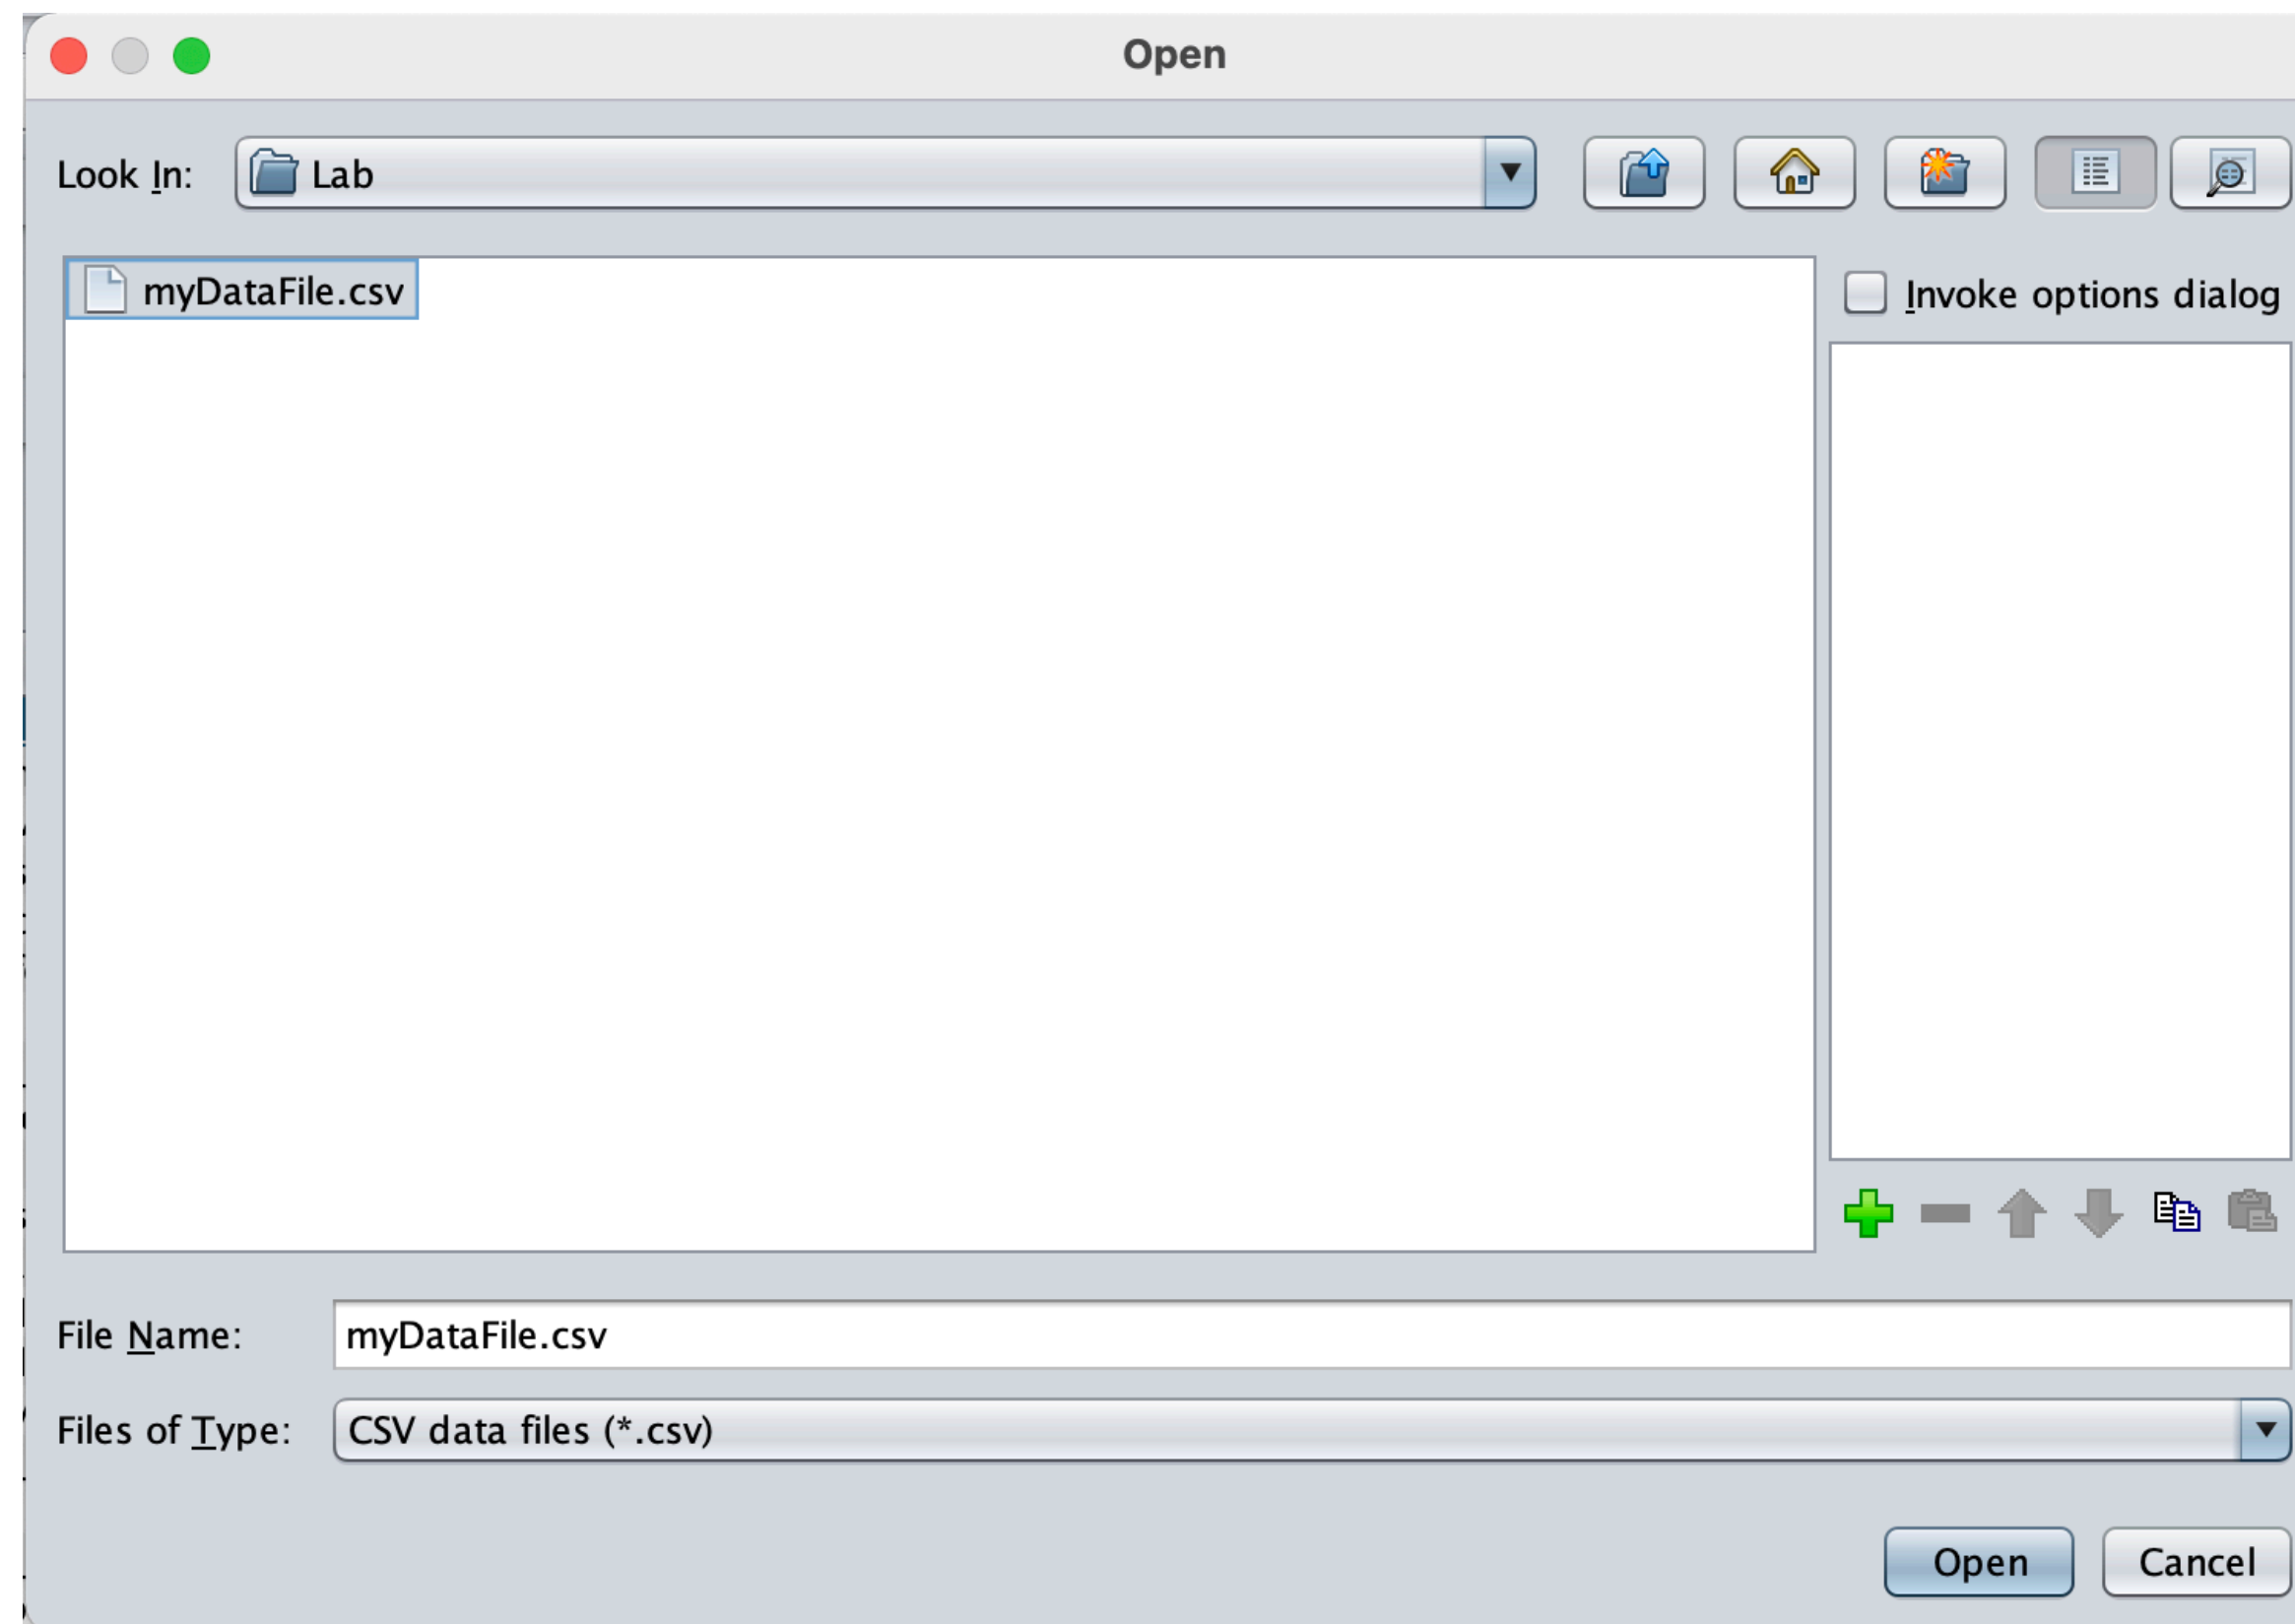 Open
Look In:
Lab
myDataFile.csv
Invoke options dialog
File Name:
myDataFile.csv
Files of Type:
CSV data files (*.csv)
Open
Cancel